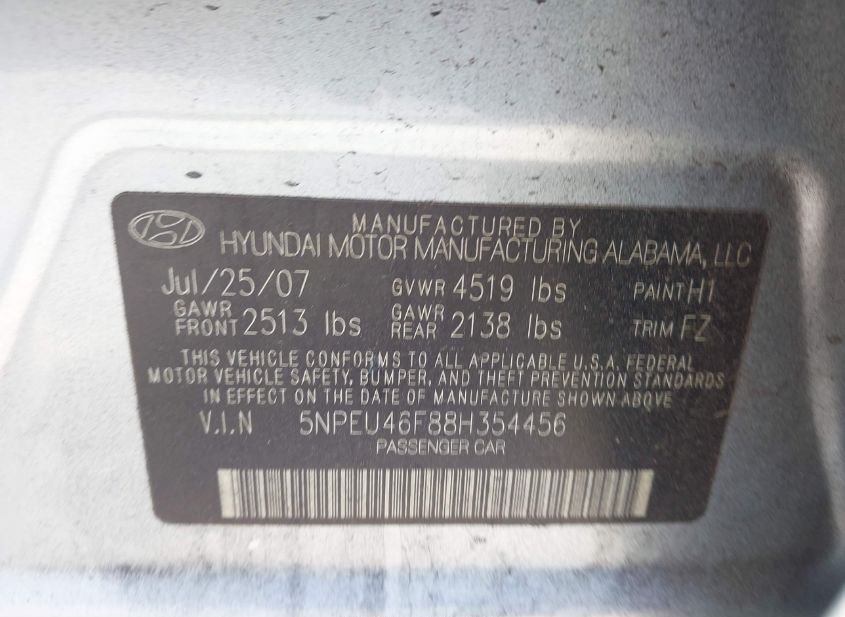 MANUFACTURED BY
HYUNDAI MOTOR MANUFACTURING ALABAMA, LLC
Jul/25/07 GVWR 4519 lbs PAINT H1
GAWR FRONT 2513 lbs GAWR REAR 2138 lbs TRIM FZ
THIS VEHICLE CONFORMS TO ALL APPLICABLE U.S.A. FEDERAL
MOTOR VEHICLE SAFETY, BUMPER, AND THEFT PREVENTION STANDARDS
IN EFFECT ON THE DATE OF MANUFACTURE SHOWN ABOVE
V.I.N 5NPEU46F88H354456
PASSENGER CAR